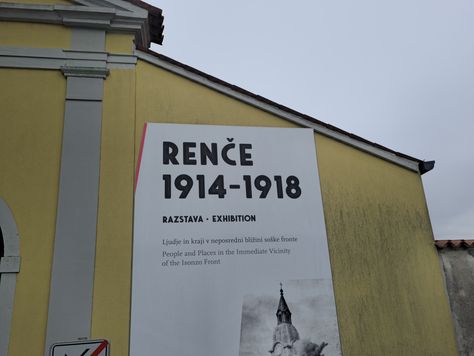 RENČE
1914-1918
RAZSTAVA • EXHIBITION
Ljudje in kraji v neposredni bližini soške fronte
People and Places in the Immediate Vicinity
of the Isonzo Front